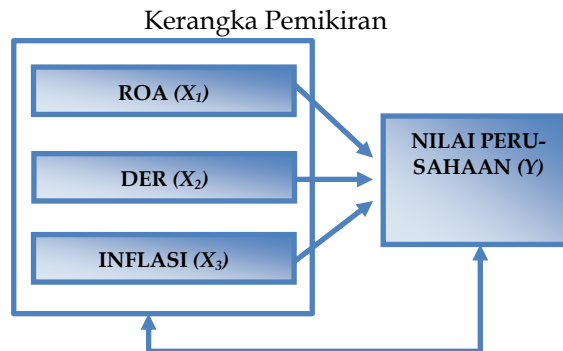 Kerangka Pemikiran
ROA (X₁)
DER (X₂)
INFLASI (X₃)
NILAI PERU-
SAHAAN (Y)